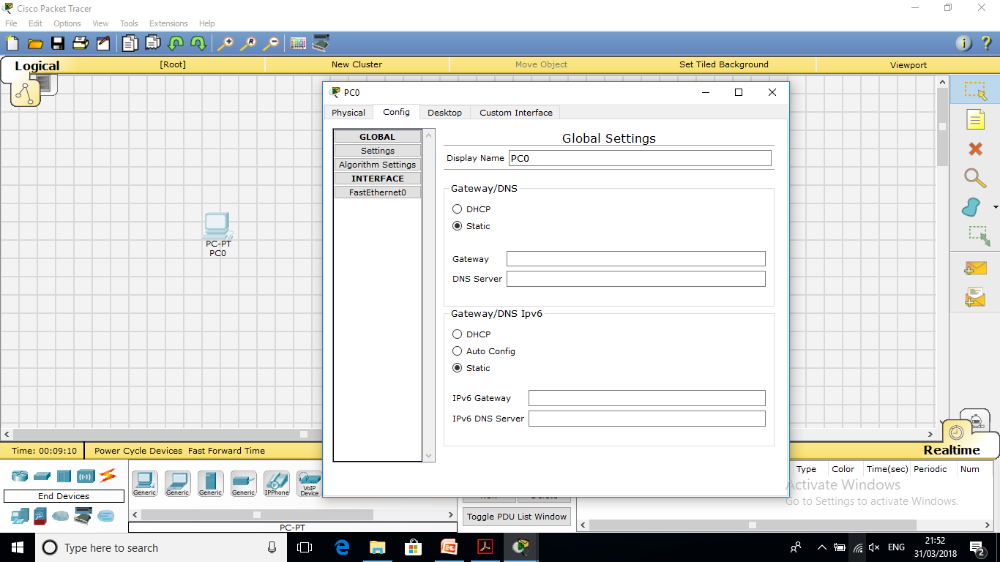 Cisco Packet Tracer
File Edit Options View Tools Extensions Help
Logical [Root] New Cluster Move Object Set Tiled Background Viewport
PC-PT
PC0
PC0
Physical Config Desktop Custom Interface
GLOBAL
Settings
Algorithm Settings
INTERFACE
FastEthernet0
Global Settings
Display Name PC0
Gateway/DNS
DHCP
Static
Gateway
DNS Server
Gateway/DNS Ipv6
DHCP
Auto Config
Static
IPv6 Gateway
IPv6 DNS Server
Time: 00:09:10 Power Cycle Devices Fast Forward Time Realtime
End Devices
Generic Generic Generic Generic IPPhone VoIP Device
PC-PT
Toggle PDU List Window
Type Color Time(sec) Periodic Num
Activate Windows
Go to Settings to activate Windows.
Type here to search
ENG
21:52
31/03/2018
2